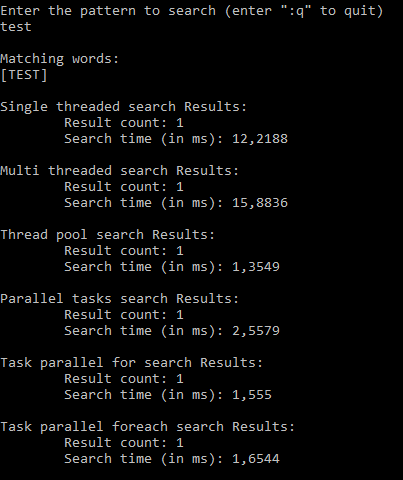 Enter the pattern to search (enter ":q" to quit)
test
Matching words:
[TEST]
Single threaded search Results:
Result count: 1
Search time (in ms): 12,2188
Multi threaded search Results:
Result count: 1
Search time (in ms): 15,8836
Thread pool search Results:
Result count: 1
Search time (in ms): 1,3549
Parallel tasks search Results:
Result count: 1
Search time (in ms): 2,5579
Task parallel for search Results:
Result count: 1
Search time (in ms): 1,555
Task parallel foreach search Results:
Result count: 1
Search time (in ms): 1,6544